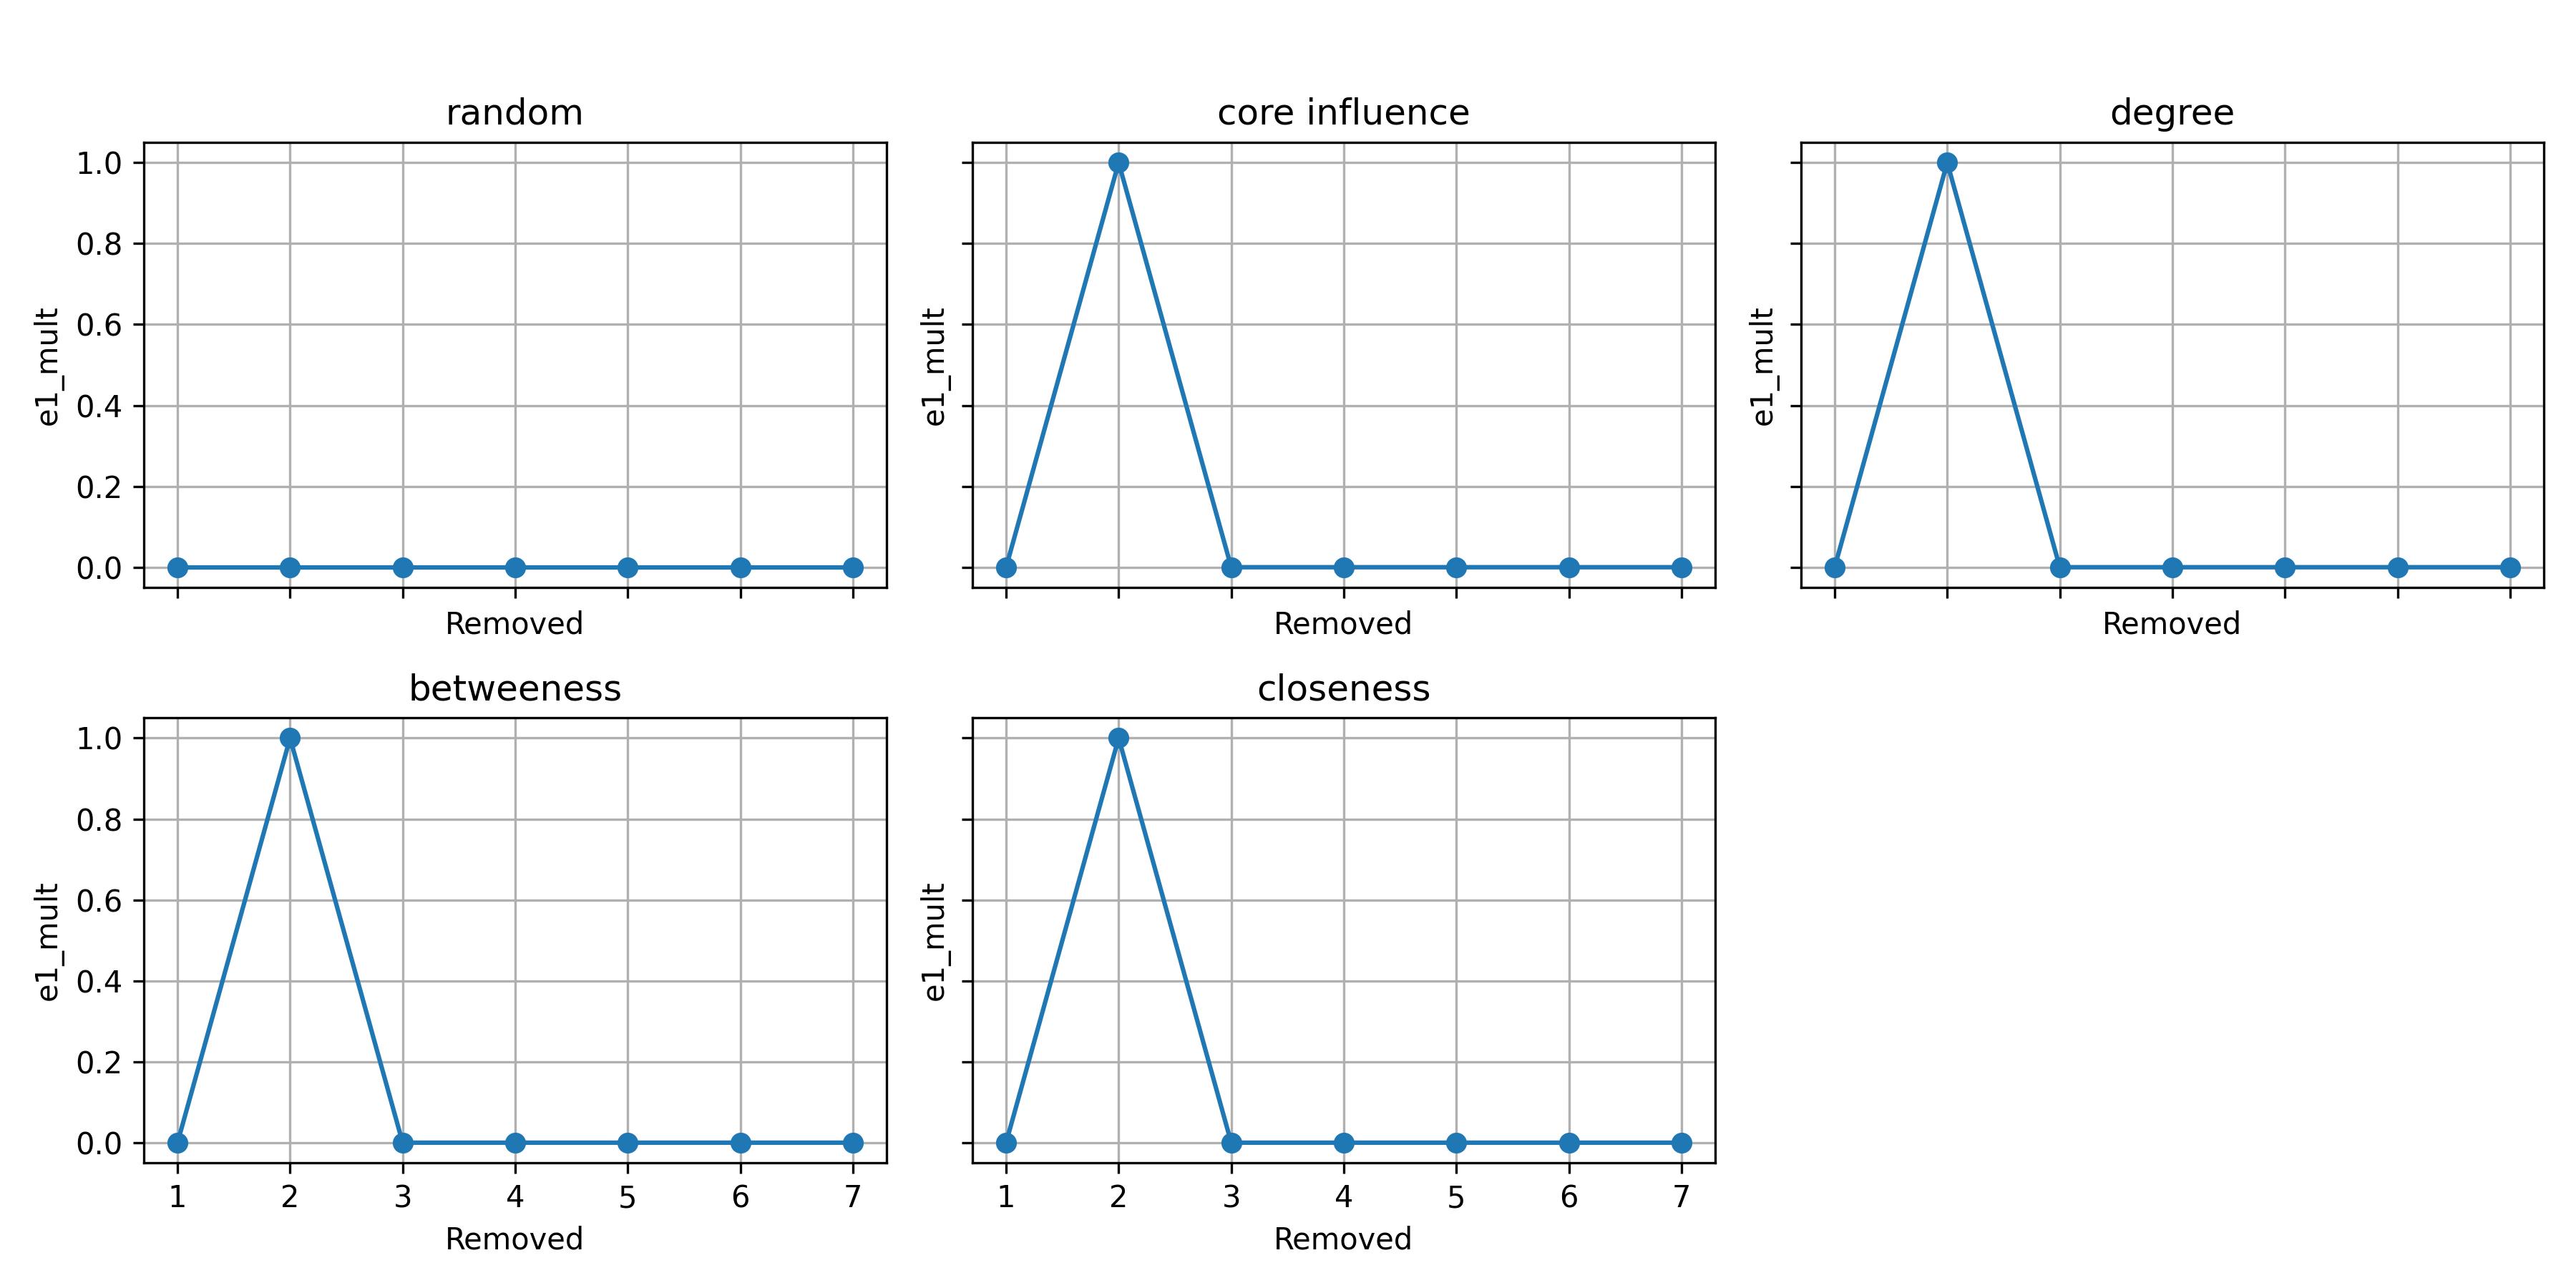 random
core influence
degree
1.0
0.8
0.6
0.4
0.2
0.0
e1_mult
e1_mult
e1_mult
Removed
Removed
Removed
betweeness
closeness
1.0
0.8
0.6
0.4
0.2
0.0
e1_mult
e1_mult
1 2 3 4 5 6 7
1 2 3 4 5 6 7
Removed
Removed